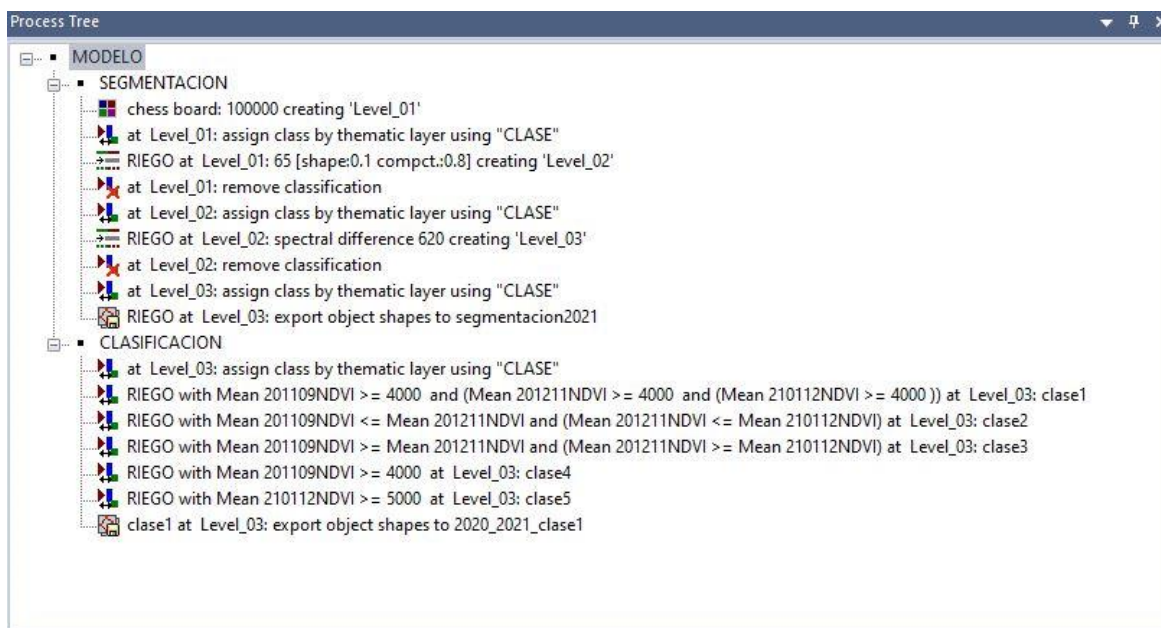 Process Tree
MODELO
SEGMENTACION
chess board: 100000 creating 'Level_01'
at Level_01: assign class by thematic layer using "CLASE"
RIEGO at Level_01: 65 [shape:0.1 compct.:0.8] creating 'Level_02'
at Level_01: remove classification
at Level_02: assign class by thematic layer using "CLASE"
RIEGO at Level_02: spectral difference 620 creating 'Level_03'
at Level_02: remove classification
at Level_03: assign class by thematic layer using "CLASE"
RIEGO at Level_03: export object shapes to segmentacion2021
CLASIFICACION
at Level_03: assign class by thematic layer using "CLASE"
RIEGO with Mean 201109NDVI >= 4000 and (Mean 201211NDVI >= 4000 and (Mean 210112NDVI >= 4000 )) at Level_03: clase1
RIEGO with Mean 201109NDVI <= Mean 201211NDVI and (Mean 201211NDVI <= Mean 210112NDVI) at Level_03: clase2
RIEGO with Mean 201109NDVI >= Mean 201211NDVI and (Mean 201211NDVI >= Mean 210112NDVI) at Level_03: clase3
RIEGO with Mean 201109NDVI >= 4000 at Level_03: clase4
RIEGO with Mean 210112NDVI >= 5000 at Level_03: clase5
clase1 at Level_03: export object shapes to 2020_2021_clase1